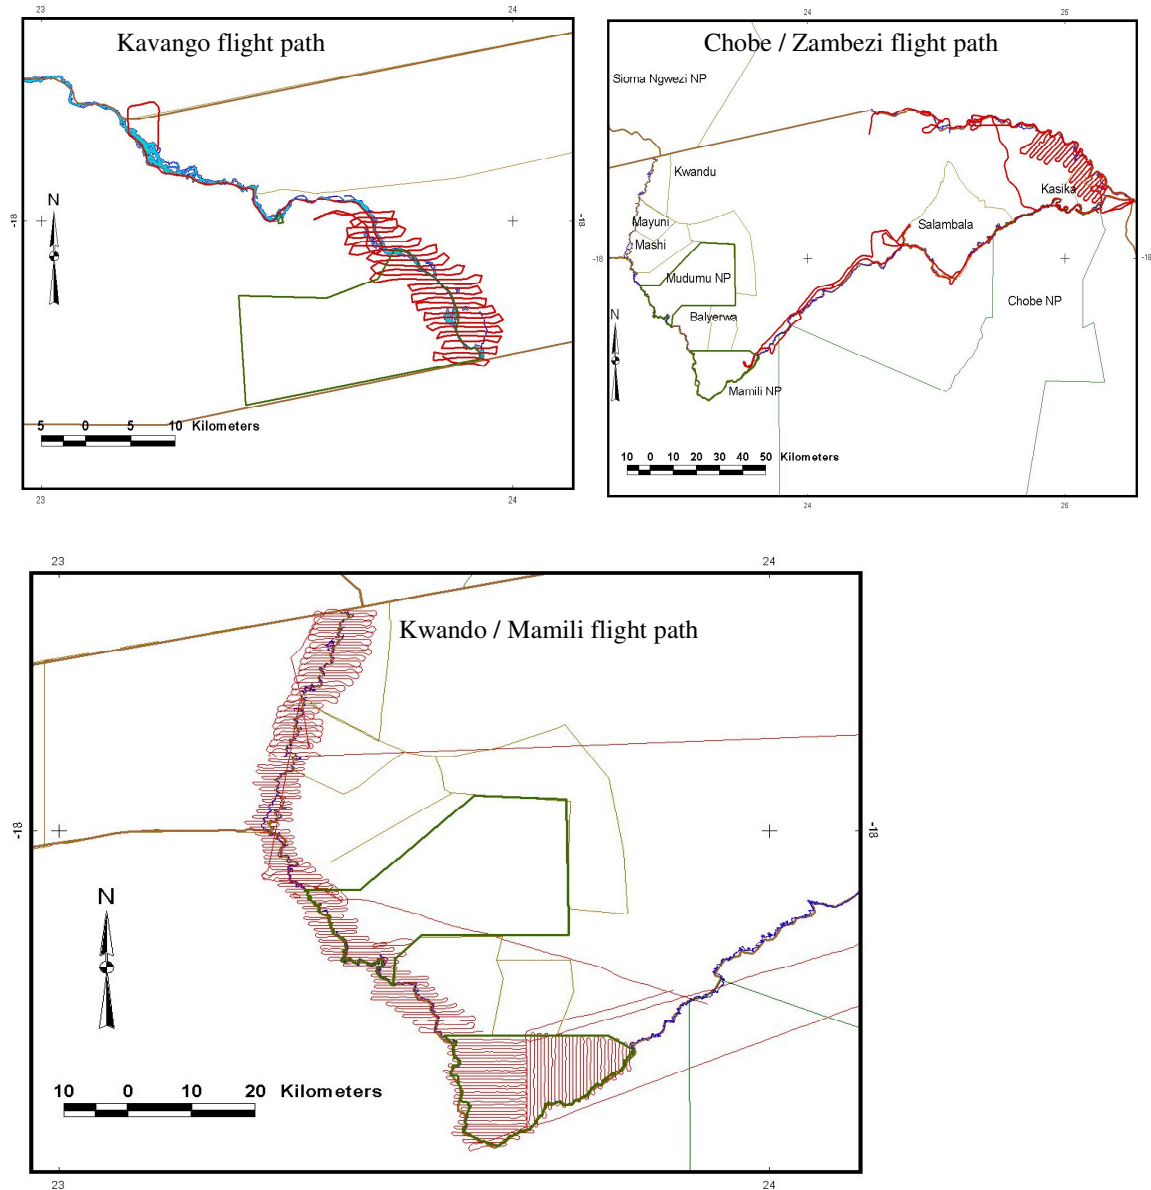 23
24
Kavango flight path
N
-18
-18
5 0 5 10 Kilometers
23
24
24
25
Chobe / Zambezi flight path
Sioma Ngwezi NP
Kwandu
Kasika
Mayuni
Salambala
Mashi
-18
-18
Mudumu NP
Chobe NP
Balyerwa
N
Mamili NP
10 0 10 20 30 40 50 Kilometers
24
25
23
24
Kwando / Mamili flight path
-18
-18
N
10 0 10 20 Kilometers
23
24